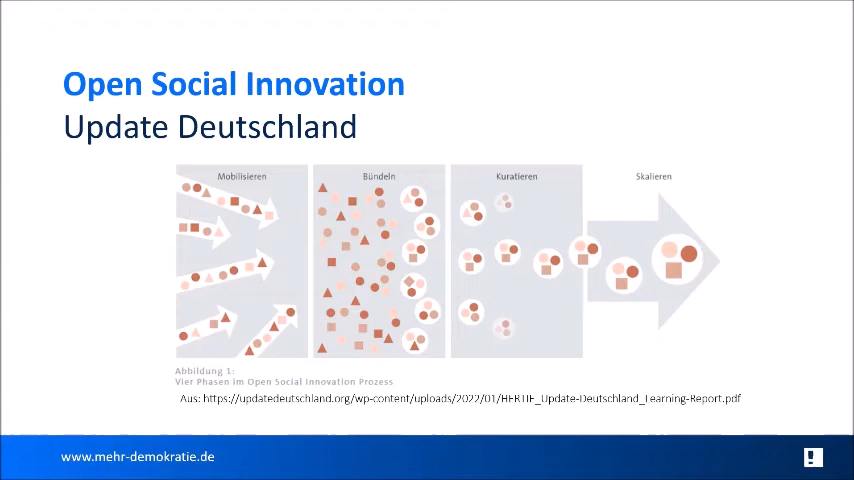 Open Social Innovation
Update Deutschland
Mobilisieren
Bündeln
Kuratieren
Skalieren
Abbildung 1:
Vier Phasen im Open Social Innovation Prozess
Aus: https://updatedeutschland.org/wp-content/uploads/2022/01/HERTIE_Update-Deutschland_Learning-Report.pdf
www.mehr-demokratie.de